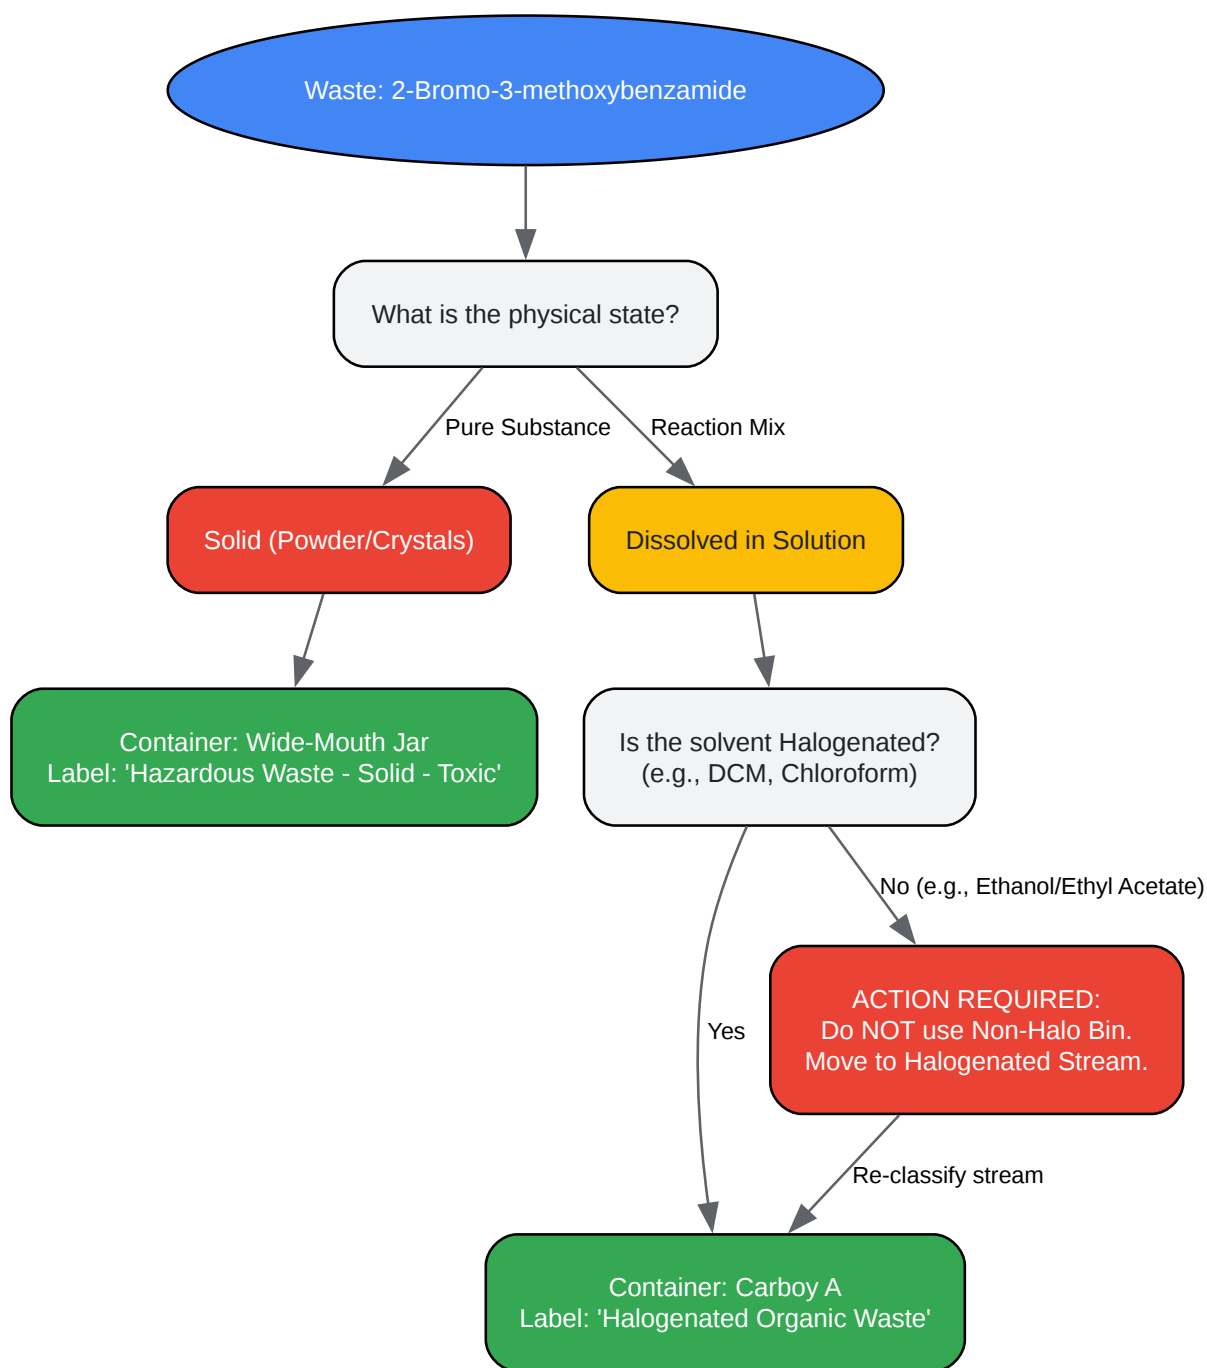 Waste: 2-Bromo-3-methoxybenzamide
What is the physical state?
Pure Substance
Reaction Mix
Solid (Powder/Crystals)
Dissolved in Solution
Container: Wide-Mouth Jar
Label: 'Hazardous Waste - Solid - Toxic'
Is the solvent Halogenated?
(e.g., DCM, Chloroform)
No (e.g., Ethanol/Ethyl Acetate)
ACTION REQUIRED:
Do NOT use Non-Halo Bin.
Move to Halogenated Stream.
Yes
Re-classify stream
Container: Carboy A
Label: 'Halogenated Organic Waste'